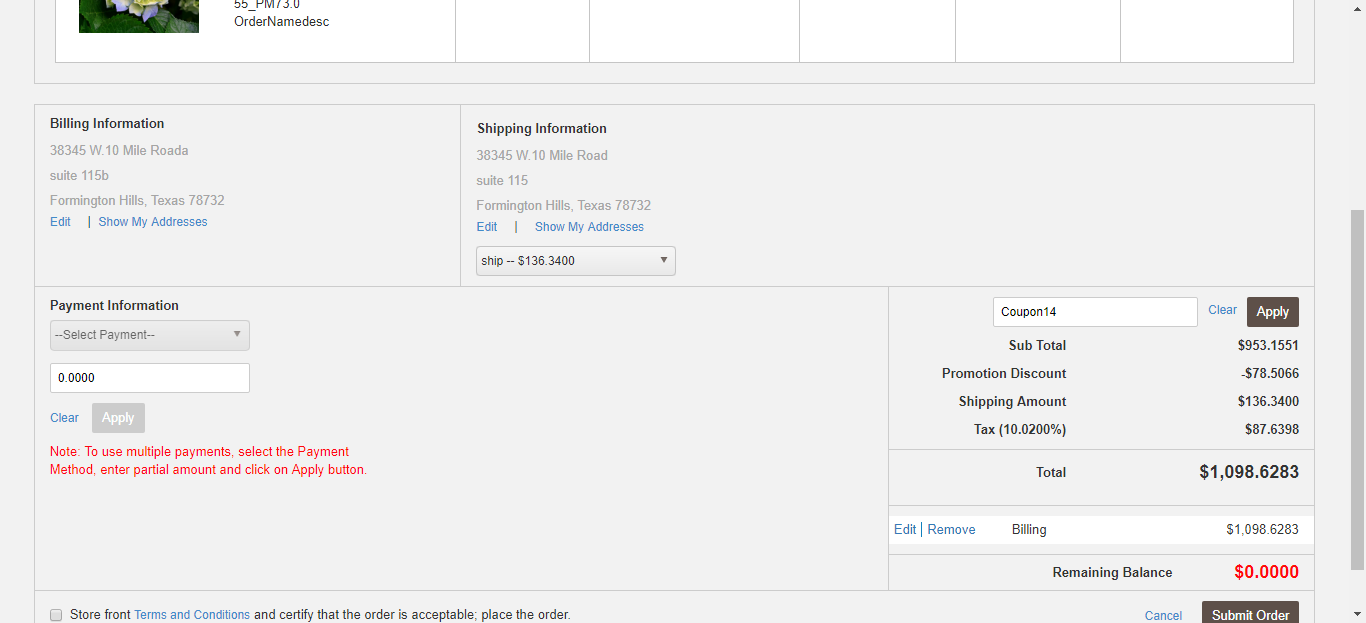 55_PM73.0
OrderNamedesc
Billing Information
38345 W.10 Mile Roada
suite 115b
Formington Hills, Texas 78732
Edit | Show My Addresses
Shipping Information
38345 W.10 Mile Road
suite 115
Formington Hills, Texas 78732
Edit | Show My Addresses
ship -- $136.3400
Payment Information
--Select Payment--
0.0000
Clear Apply
Note: To use multiple payments, select the Payment
Method, enter partial amount and click on Apply button.
Coupon14 Clear Apply
Sub Total $953.1551
Promotion Discount -$78.5066
Shipping Amount $136.3400
Tax (10.0200%) $87.6398
Total $1,098.6283
Edit | Remove Billing $1,098.6283
Remaining Balance $0.0000
Store front Terms and Conditions and certify that the order is acceptable; place the order.
Cancel Submit Order